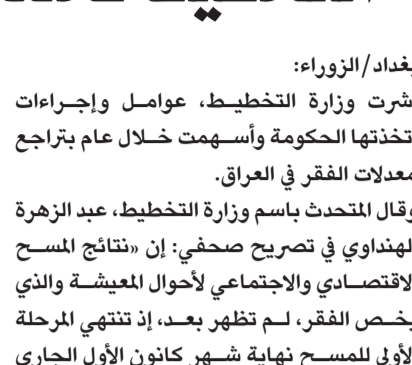 بغداد/الزوراء:
شرت وزارة التخطيط، عوامل وإجراءات
تخذتها الحكومة وأسهمت خلال عام بتراجع
معدلات الفقر في العراق.
وقال المتحدث باسم وزارة التخطيط، عبد الزهرة
لهنداوي في تصريح صحفي: إن «نتائج المسح
لاقتصادي والاجتماعي لأحوال المعيشة والذي
يخص الفقر، لم تظهر بعد، إذ تنتهي المرحلة
لأولى للمسح نهاية شهر كانون الأول الجاري